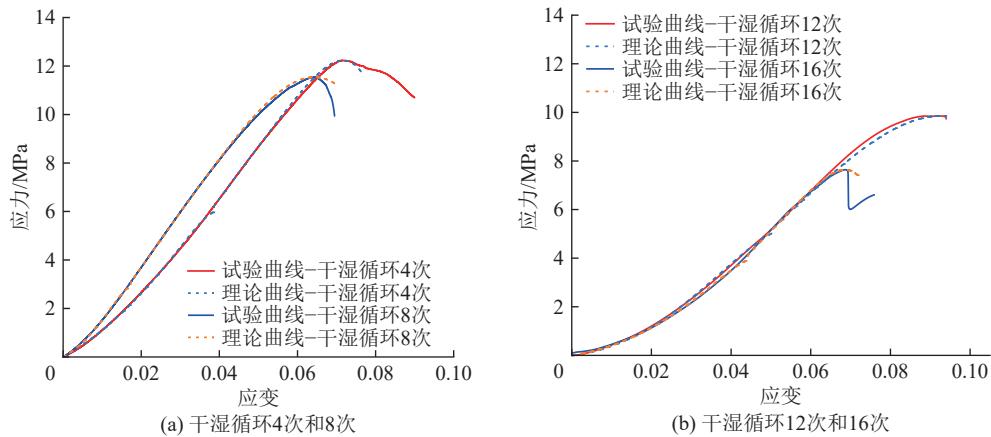 14
12
10
8
6
4
2
0
0.02
0.04
0.06
0.08
0.10
应力/MPa
应变
试验曲线–干湿循环4次
理论曲线–干湿循环4次
试验曲线–干湿循环8次
理论曲线–干湿循环8次
(a) 干湿循环4次和8次
14
12
10
8
6
4
2
0
0.02
0.04
0.06
0.08
0.10
应力/MPa
应变
试验曲线–干湿循环12次
理论曲线–干湿循环12次
试验曲线–干湿循环16次
理论曲线–干湿循环16次
(b) 干湿循环12次和16次